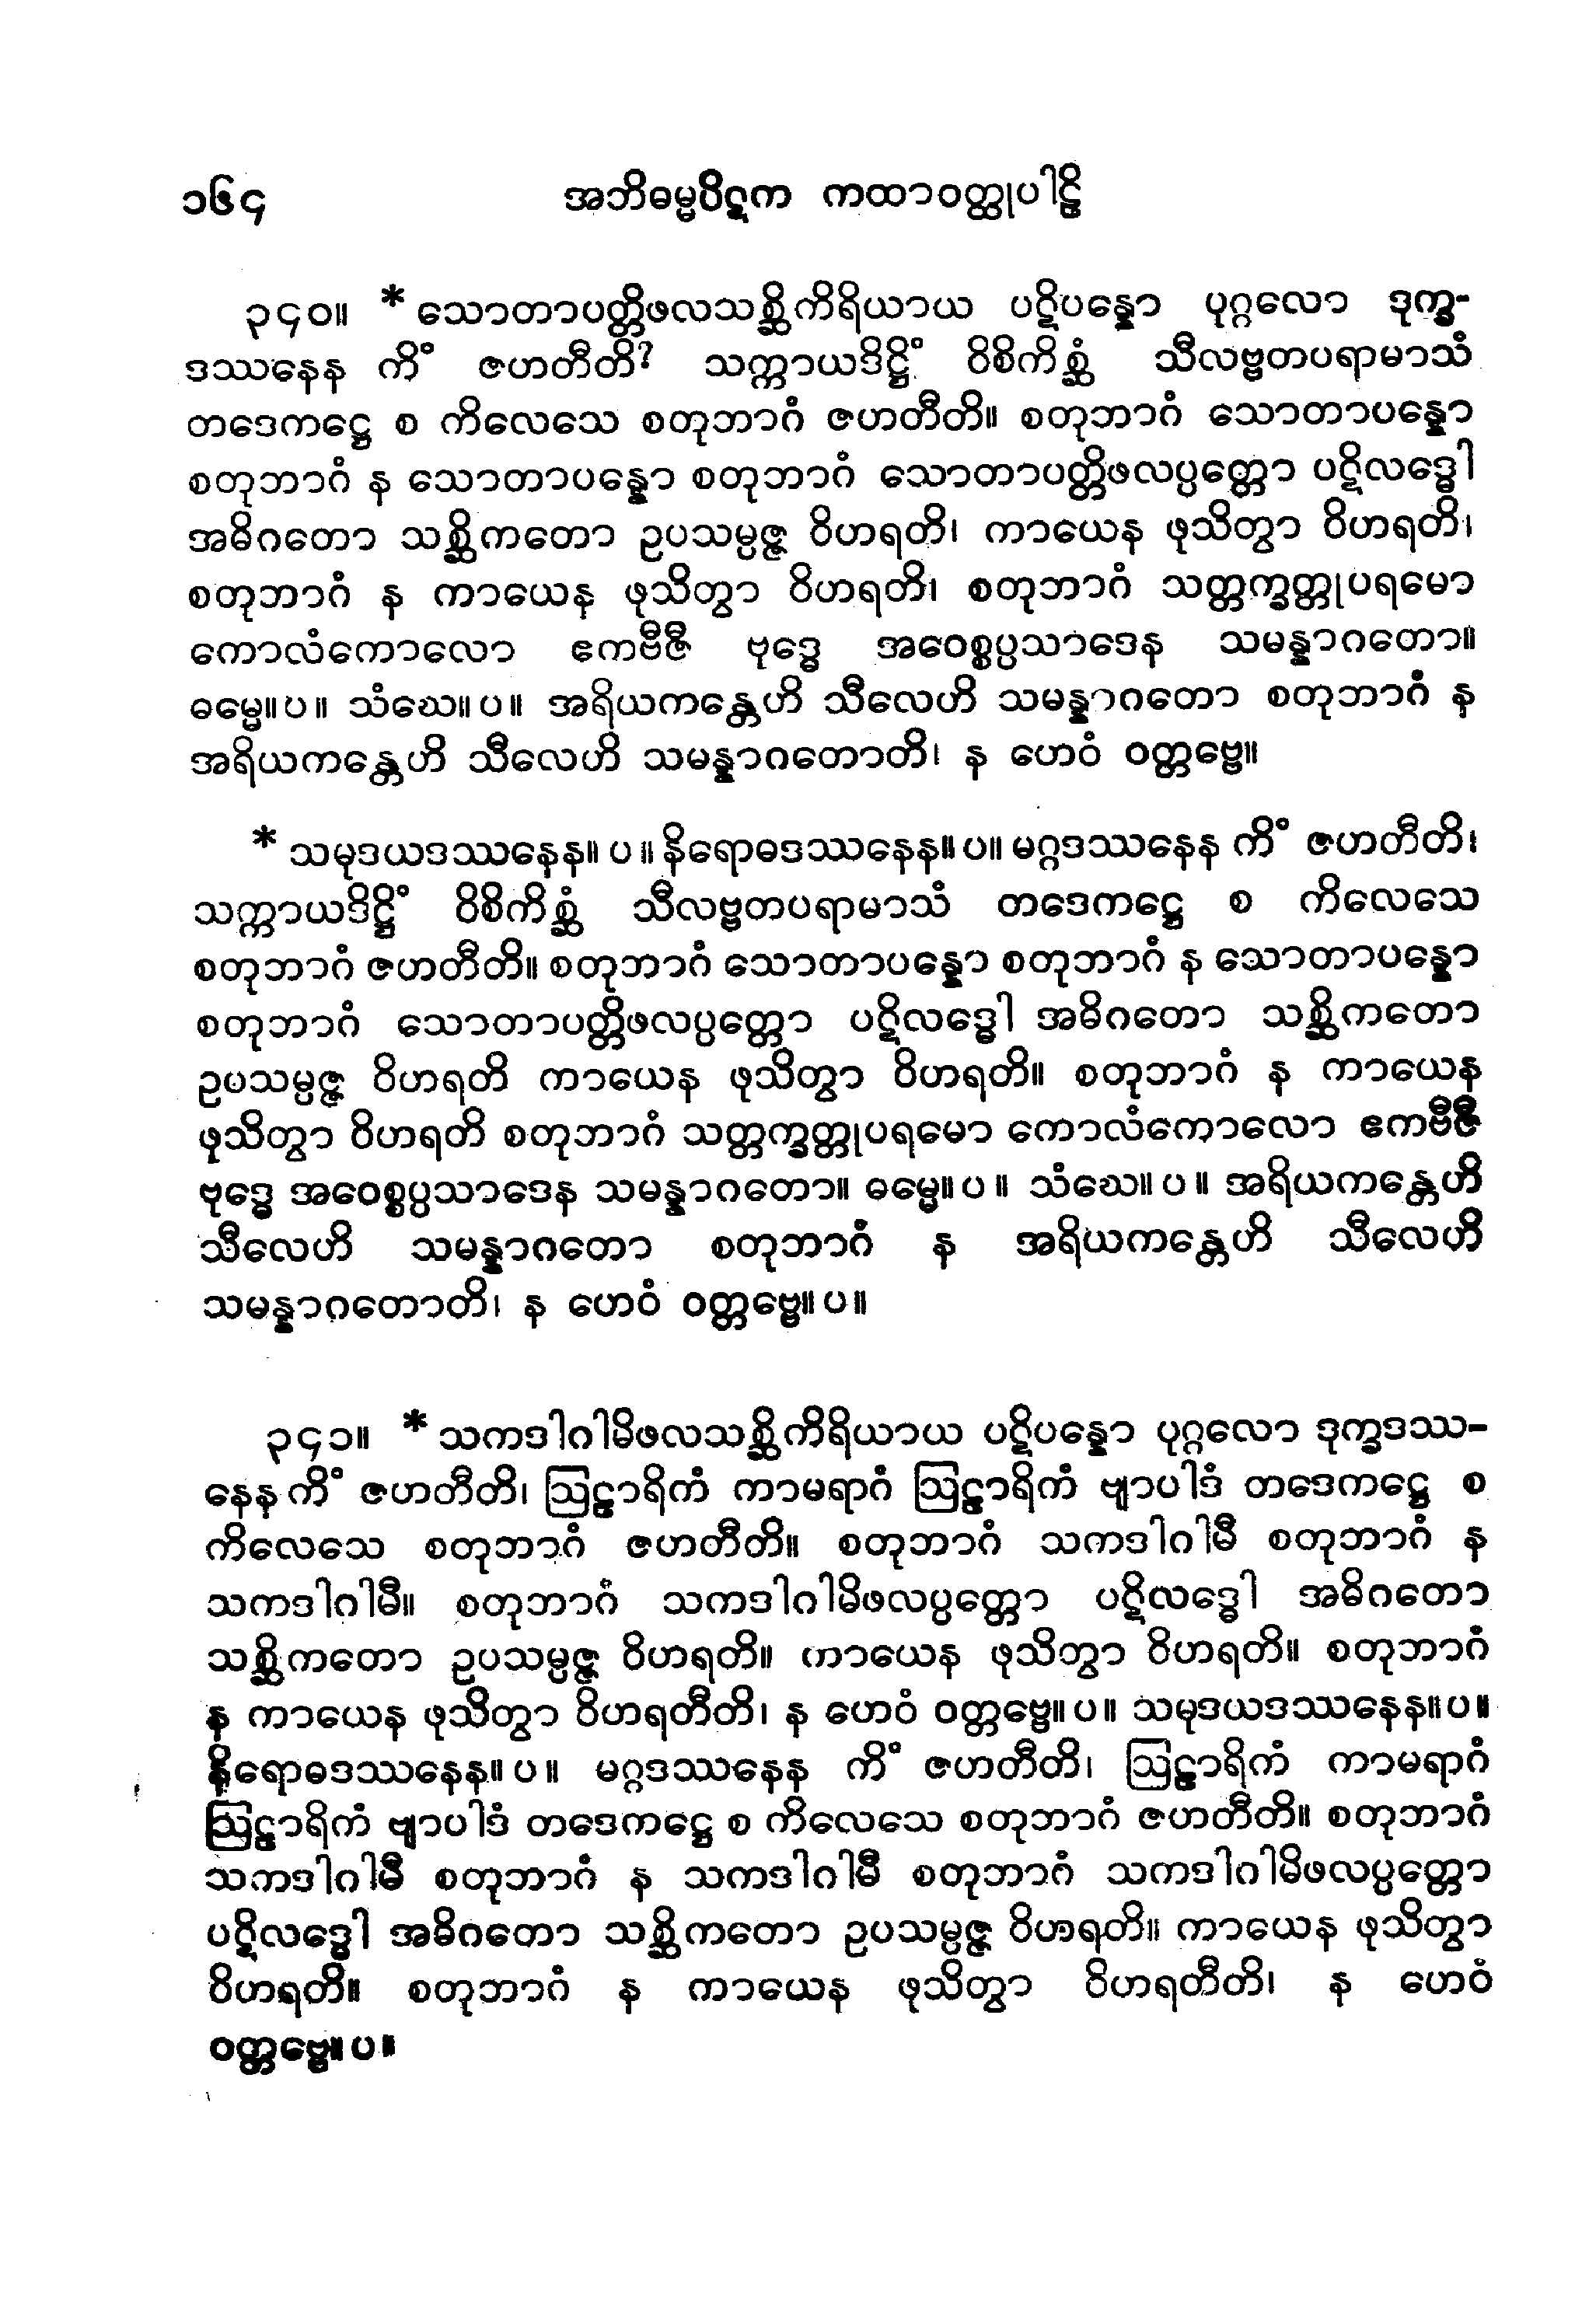 ၁၆၄ အဘိဓမ္မပိဋက ကထာဝတ္ထုပါဠိ
၃၄၀။ * သောတာပတ္တိဖလသစ္ဆိကိရိယာယ ပဋိပန္နော ပုဂ္ဂလော ဒုက္ခ-
ဒဿနေန ကိံ ဇဟတီတိ? သက္ကာယဒိဋ္ဌိံ ဝိစိကိစ္ဆံ သီလဗ္ဗတပရာမာသံ
တဒေကဋ္ဌေ စ ကိလေသေ စတုဘာဂံ ဇဟတီတိ။ စတုဘာဂံ သောတာပန္နော
စတုဘာဂံ န သောတာပန္နော စတုဘာဂံ သောတာပတ္တိဖလပ္ပတ္တော ပဋိလဒ္ဓေါ
အဓိဂတော သစ္ဆိကတော ဥပသမ္ပဇ္ဇ ဝိဟရတိ၊ ကာယေန ဖုသိတွာ ဝိဟရတိ၊
စတုဘာဂံ န ကာယေန ဖုသိတွာ ဝိဟရတိ၊ စတုဘာဂံ သတ္တက္ခတ္တုပရမော
ကောလံကောလော ဧကဗီဇီ ဗုဒ္ဓေ အဝေစ္စပ္ပသာဒေန သမန္နာဂတော။
ဓမ္မေ။ပ။ သံဃေ။ပ။ အရိယကန္တေဟိ သီလေဟိ သမန္နာဂတော စတုဘာဂံ န
အရိယကန္တေဟိ သီလေဟိ သမန္နာဂတောတိ၊ န ဟေဝံ ဝတ္တဗ္ဗေ။
* သမုဒယဒဿနေန။ပ။ နိရောဓဒဿနေန။ပ။ မဂ္ဂဒဿနေန ကိံ ဇဟတီတိ၊
သက္ကာယဒိဋ္ဌိံ ဝိစိကိစ္ဆံ သီလဗ္ဗတပရာမာသံ တဒေကဋ္ဌေ စ ကိလေသေ
စတုဘာဂံ ဇဟတီတိ။ စတုဘာဂံ သောတာပန္နော စတုဘာဂံ န သောတာပန္နော
စတုဘာဂံ သောတာပတ္တိဖလပ္ပတ္တော ပဋိလဒ္ဓေါ အဓိဂတော သစ္ဆိကတော
ဥပသမ္ပဇ္ဇ ဝိဟရတိ ကာယေန ဖုသိတွာ ဝိဟရတိ။ စတုဘာဂံ န ကာယေန
ဖုသိတွာ ဝိဟရတိ စတုဘာဂံ သတ္တက္ခတ္တုပရမော ကောလံကောလော ဧကဗီဇီ
ဗုဒ္ဓေ အဝေစ္စပ္ပသာဒေန သမန္နာဂတော။ ဓမ္မေ။ပ။ သံဃေ။ပ။ အရိယကန္တေဟိ
သီလေဟိ သမန္နာဂတော စတုဘာဂံ န အရိယကန္တေဟိ သီလေဟိ
သမန္နာဂတောတိ၊ န ဟေဝံ ဝတ္တဗ္ဗေ။ပ။
၃၄၁။ * သကဒါဂါမိဖလသစ္ဆိကိရိယာယ ပဋိပန္နော ပုဂ္ဂလော ဒုက္ခဒဿ-
နေန ကိံ ဇဟတီတိ၊ ဩဠာရိကံ ကာမရာဂံ ဩဠာရိကံ ဗျာပါဒံ တဒေကဋ္ဌေ စ
ကိလေသေ စတုဘာဂံ ဇဟတီတိ။ စတုဘာဂံ သကဒါဂါမီ စတုဘာဂံ န
သကဒါဂါမီ။ စတုဘာဂံ သကဒါဂါမိဖလပ္ပတ္တော ပဋိလဒ္ဓေါ အဓိဂတော
သစ္ဆိကတော ဥပသမ္ပဇ္ဇ ဝိဟရတိ။ ကာယေန ဖုသိတွာ ဝိဟရတိ။ စတုဘာဂံ
န ကာယေန ဖုသိတွာ ဝိဟရတီတိ၊ န ဟေဝံ ဝတ္တဗ္ဗေ။ပ။ သမုဒယဒဿနေန။ပ။
နိရောဓဒဿနေန။ပ။ မဂ္ဂဒဿနေန ကိံ ဇဟတီတိ၊ ဩဠာရိကံ ကာမရာဂံ
ဩဠာရိကံ ဗျာပါဒံ တဒေကဋ္ဌေ စ ကိလေသေ စတုဘာဂံ ဇဟတီတိ။ စတုဘာဂံ
သကဒါဂါမီ စတုဘာဂံ န သကဒါဂါမီ စတုဘာဂံ သကဒါဂါမိဖလပ္ပတ္တော
ပဋိလဒ္ဓေါ အဓိဂတော သစ္ဆိကတော ဥပသမ္ပဇ္ဇ ဝိဟရတိ။ ကာယေန ဖုသိတွာ
ဝိဟရတိ။ စတုဘာဂံ န ကာယေန ဖုသိတွာ ဝိဟရတီတိ၊ န ဟေဝံ
ဝတ္တဗ္ဗေ။ပ။